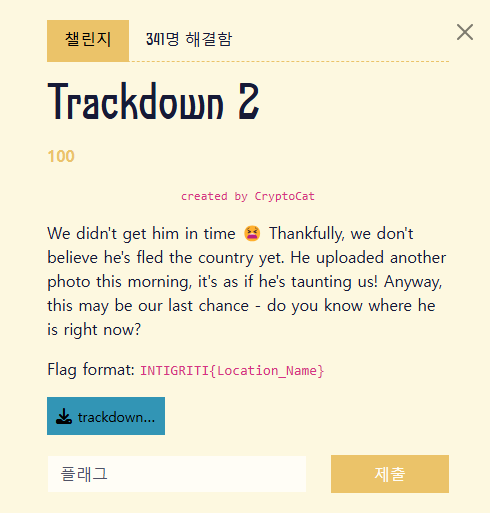 챌린지 341명 해결함
Trackdown 2
100
created by CryptoCat
We didn't get him in time 😫 Thankfully, we don't
believe he's fled the country yet. He uploaded another
photo this morning, it's as if he's taunting us! Anyway,
this may be our last chance - do you know where he
is right now?
Flag format: INTIGRITI{Location_Name}
trackdown...
플래그 제출